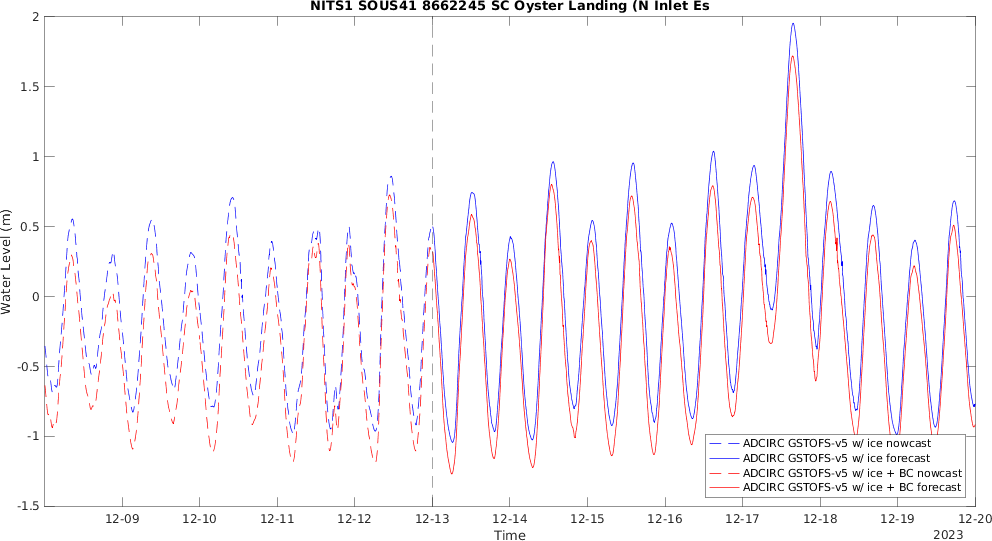 NITS1 SOUS41 8662245 SC Oyster Landing (N Inlet Es
Water Level (m)
2
1.5
1
0.5
0
-0.5
-1
-1.5
ADCIRC GSTOFS-v5 w/ ice nowcast
ADCIRC GSTOFS-v5 w/ ice forecast
ADCIRC GSTOFS-v5 w/ ice + BC nowcast
ADCIRC GSTOFS-v5 w/ ice + BC forecast
12-09 12-10 12-11 12-12 12-13 12-14 12-15 12-16 12-17 12-18 12-19 12-20
Time
2023